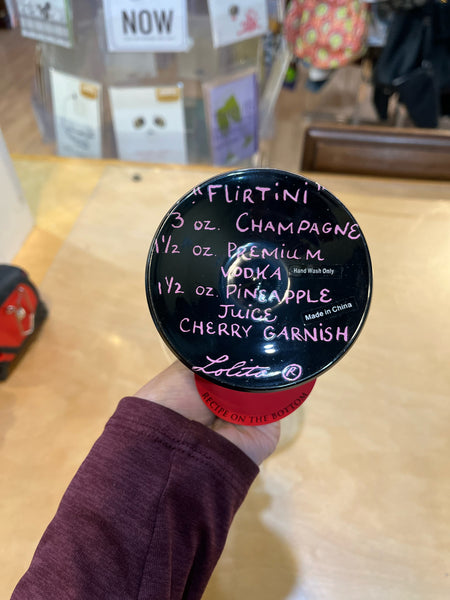 NOW
"FLIRTINI"
3 oz. CHAMPAGNE
1½ oz. PREMIUM
VODKA
Hand Wash Only
1½ oz. PINEAPPLE
JUICE
Made in China
CHERRY GARNISH
Lolita ®
RECIPE ON THE BOTTOM